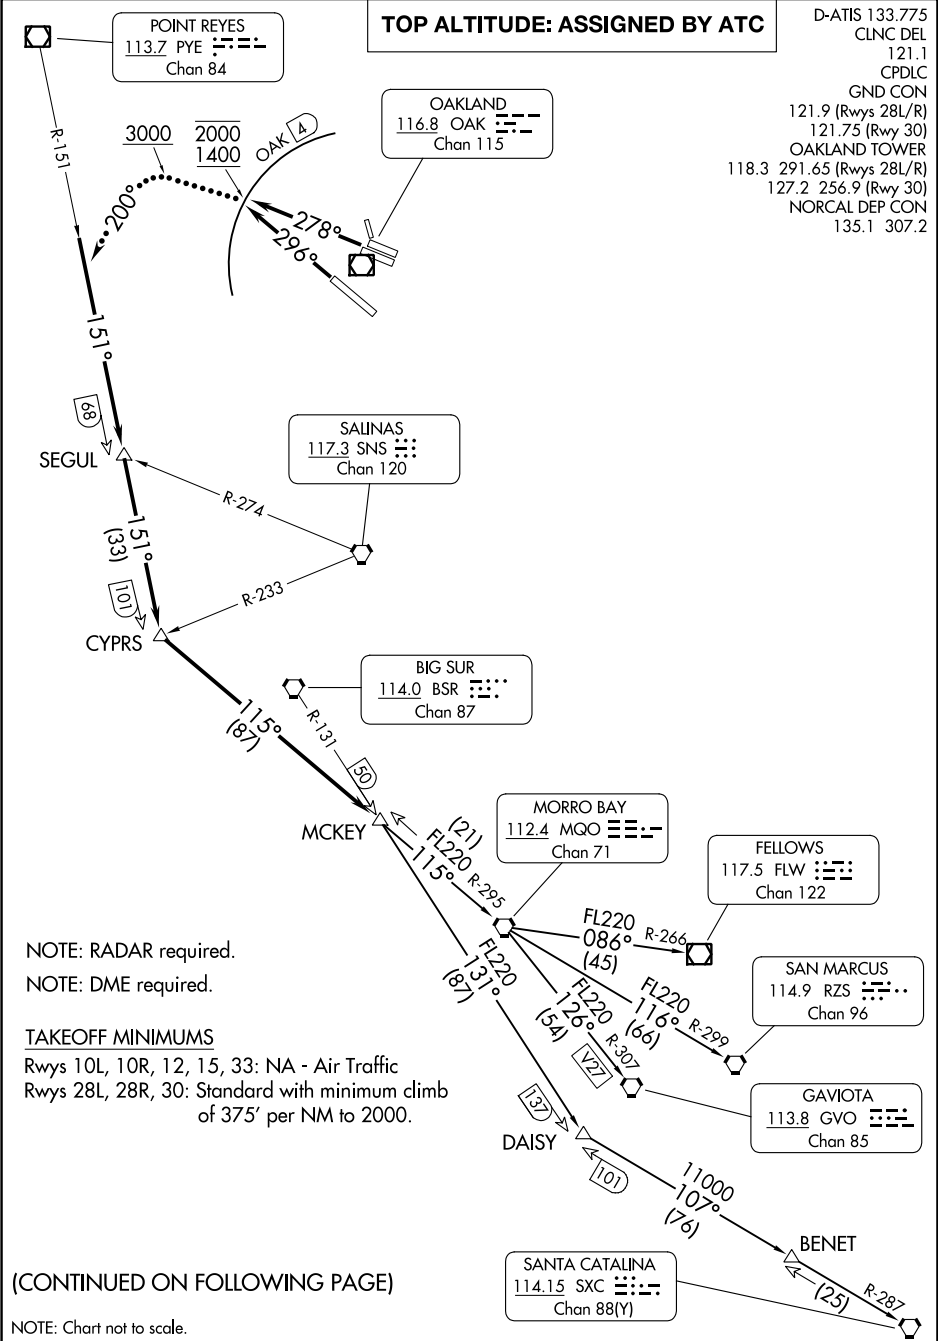 TOP ALTITUDE: ASSIGNED BY ATC
D-ATIS 133.775
CLNC DEL
121.1
CPDLC
GND CON
121.9 (Rwys 28L/R)
121.75 (Rwy 30)
OAKLAND TOWER
118.3 291.65 (Rwys 28L/R)
127.2 256.9 (Rwy 30)
NORCAL DEP CON
135.1 307.2
POINT REYES
113.7 PYE
Chan 84
OAKLAND
116.8 OAK
Chan 115
R-151
3000
2000
1400
OAK 4
200°
278°
296°
151°
68
SEGUL
SALINAS
117.3 SNS
Chan 120
R-274
151°
(33)
R-233
101
CYPRS
BIG SUR
114.0 BSR
Chan 87
115°
(87)
R-131
50
MCKEY
MORRO BAY
112.4 MQO
Chan 71
(21)
FL220
115°
R-295
FELLOWS
117.5 FLW
Chan 122
FL220
086°
(45)
R-266
SAN MARCUS
114.9 RZS
Chan 96
FL220
116°
(66)
R-299
FL220
126°
(54)
R-307
V27
FL220
131°
(87)
GAVIOTA
113.8 GVO
Chan 85
137
DAISY
101
11000
107°
(76)
BENET
(25)
R-287
SANTA CATALINA
114.15 SXC
Chan 88(Y)
NOTE: RADAR required.
NOTE: DME required.
TAKEOFF MINIMUMS
Rwys 10L, 10R, 12, 15, 33: NA - Air Traffic
Rwys 28L, 28R, 30: Standard with minimum climb
of 375' per NM to 2000.
(CONTINUED ON FOLLOWING PAGE)
NOTE: Chart not to scale.